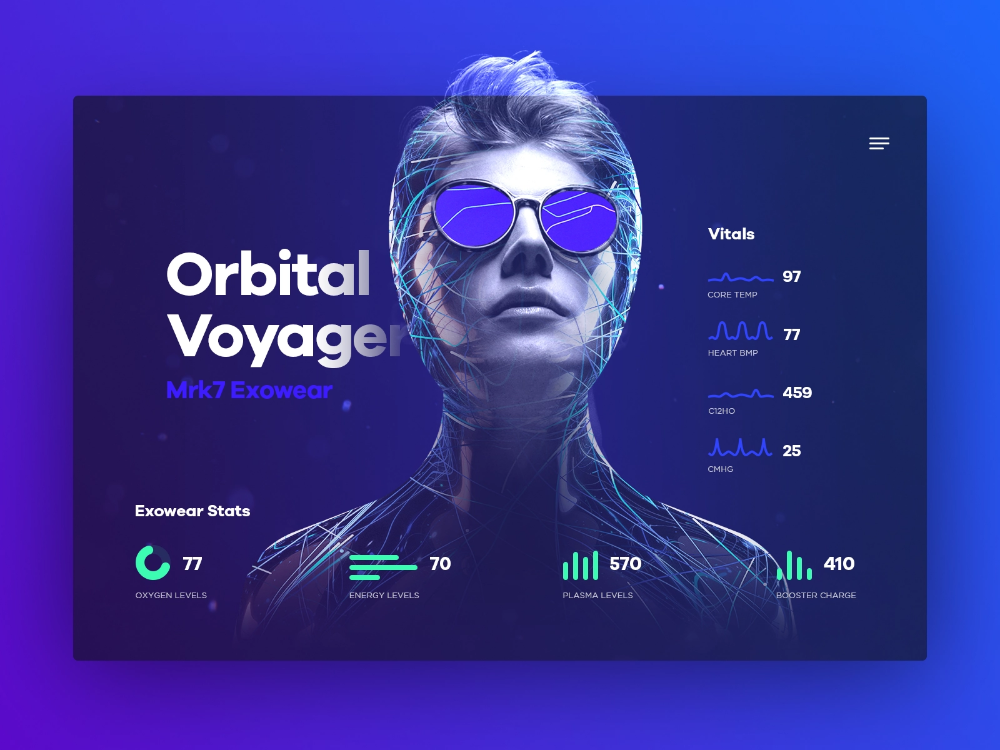 Orbital
Voyager
Mrk7 Exowear
Vitals
97
CORE TEMP
77
HEART BMP
459
C12HO
25
CMHG
Exowear Stats
77
OXYGEN LEVELS
70
ENERGY LEVELS
570
PLASMA LEVELS
410
BOOSTER CHARGE